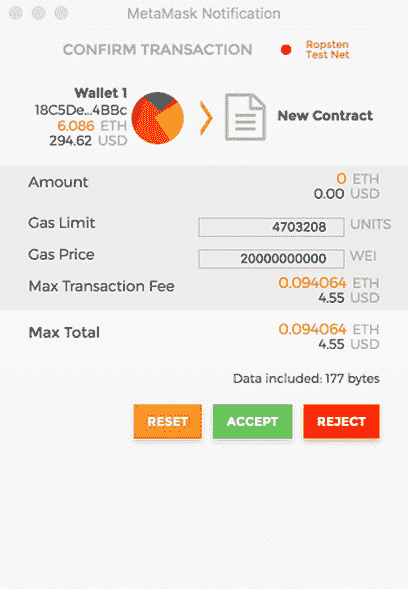 MetaMask Notification
CONFIRM TRANSACTION
Ropsten
Test Net
Wallet 1
18C5De...4BBc
6.086 ETH
294.62 USD
New Contract
Amount
0 ETH
0.00 USD
Gas Limit
4703208 UNITS
Gas Price
20000000000 WEI
Max Transaction Fee
0.094064 ETH
4.55 USD
Max Total
0.094064 ETH
4.55 USD
Data included: 177 bytes
RESET ACCEPT REJECT